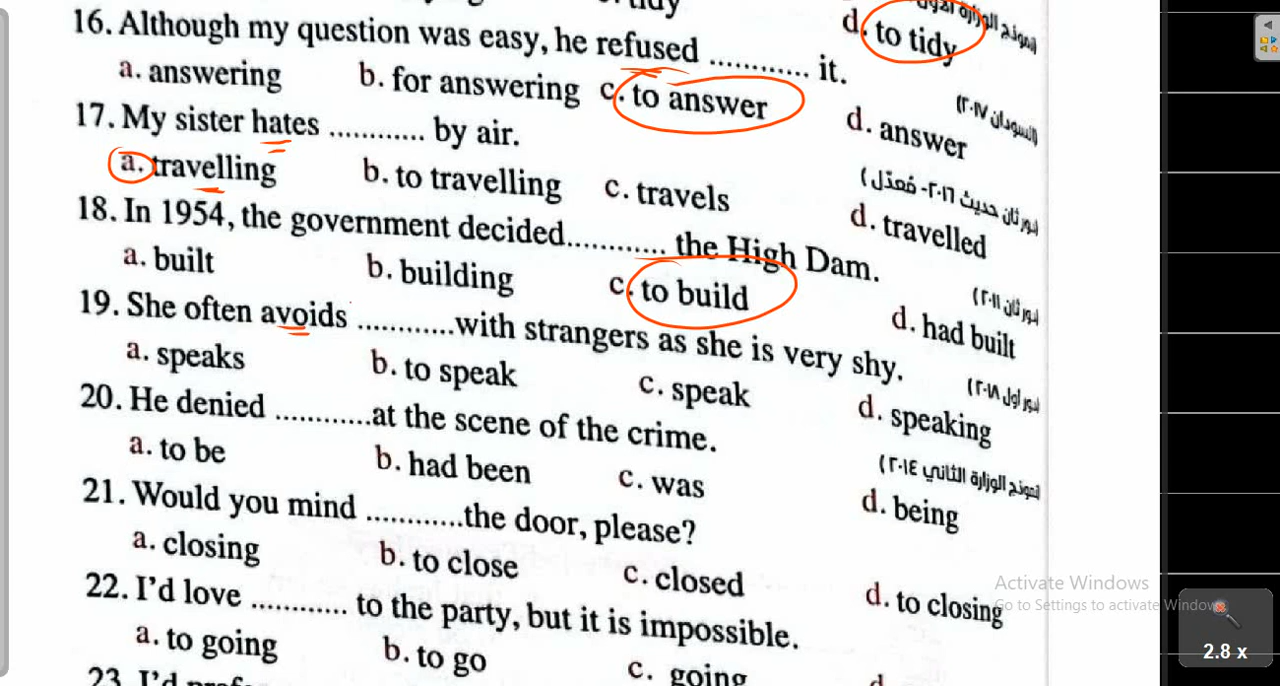 d. to tidy
16. Although my question was easy, he refused ............ it.
a. answering b. for answering c. to answer d. answer
(السودان ٢٠١٧)
17. My sister hates ............ by air.
a. travelling b. to travelling c. travels d. travelled
18. In 1954, the government decided............ the High Dam.
a. built b. building c. to build d. had built
19. She often avoids ............with strangers as she is very shy.
a. speaks b. to speak c. speak d. speaking
20. He denied ............at the scene of the crime.
a. to be b. had been c. was d. being
21. Would you mind ............the door, please?
a. closing b. to close c. closed d. to closing
22. I'd love ............ to the party, but it is impossible.
a. to going b. to go c. going
Activate Windows
Go to Settings to activate Windows
2.8 x